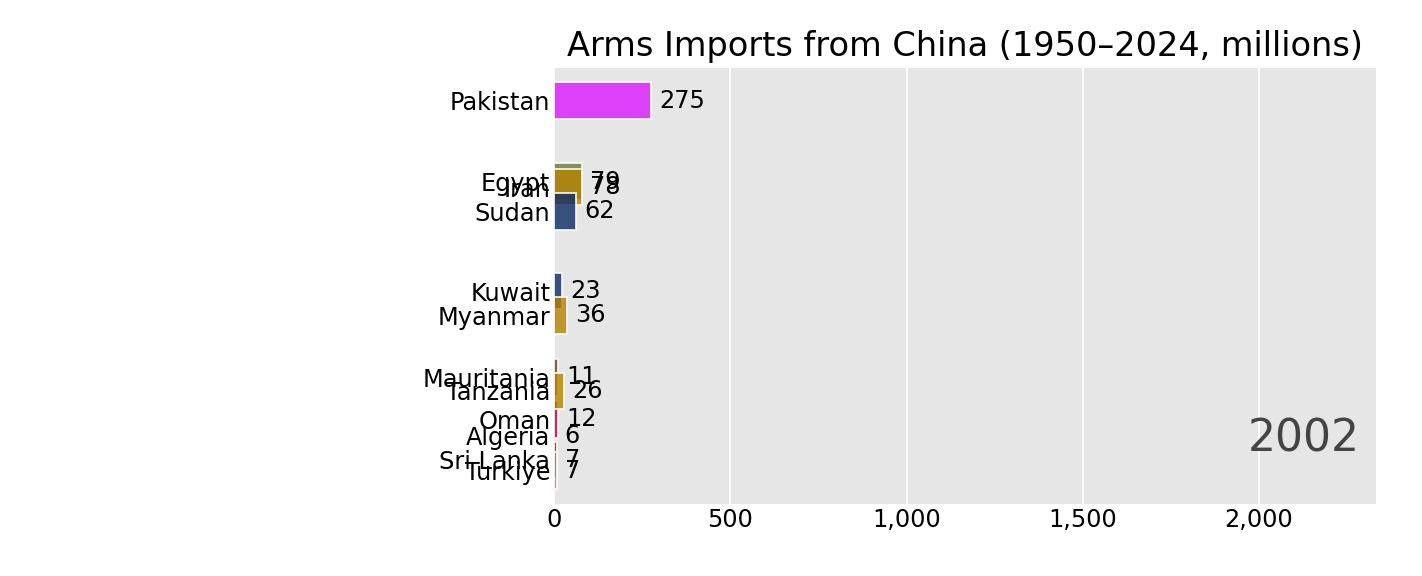 Arms Imports from China (1950–2024, millions)
Pakistan 275
Egypt 79
Iran 78
Sudan 62
Kuwait 23
Myanmar 36
Mauritania 11
Tanzania 26
Oman 12
Algeria 6
Sri Lanka 7
Türkiye 7
2002
0 500 1,000 1,500 2,000